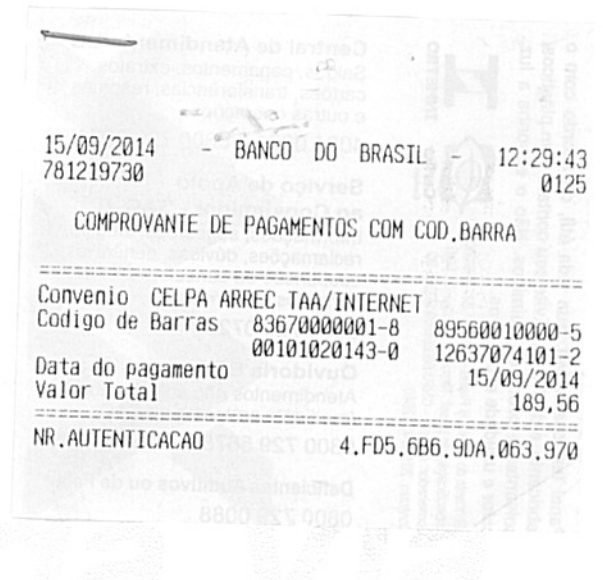 15/09/2014 - BANCO DO BRASIL - 12:29:43
781219730 0125
COMPROVANTE DE PAGAMENTOS COM COD.BARRA
Convenio CELPA ARREC TAA/INTERNET
Codigo de Barras 83670000001-8 89560010000-5
00101020143-0 12637074101-2
Data do pagamento 15/09/2014
Valor Total 189,56
NR.AUTENTICACAO 4.FD5.6B6.9DA.063.970